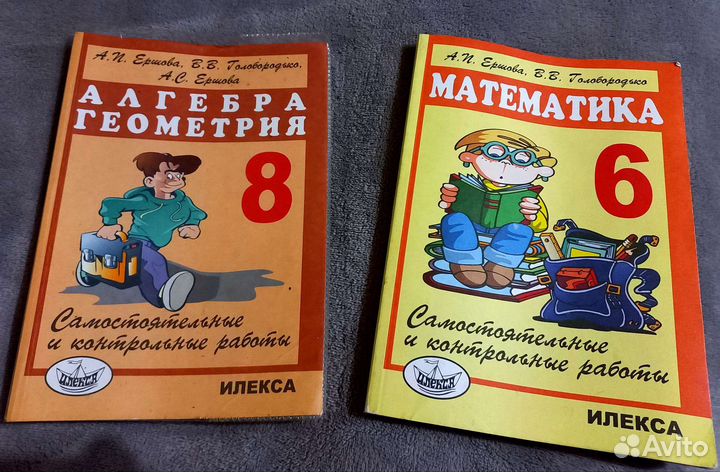 А.П. Ершова, В.В. Голобородько,
А.С. Ершова
АЛГЕБРА
ГЕОМЕТРИЯ
8
Самостоятельные
и контрольные работы
ИЛЕКСА
ИЛЕКСА
А.П. Ершова, В.В. Голобородько
МАТЕМАТИКА
6
Самостоятельные
и контрольные работы
ИЛЕКСА
ИЛЕКСА
Avito